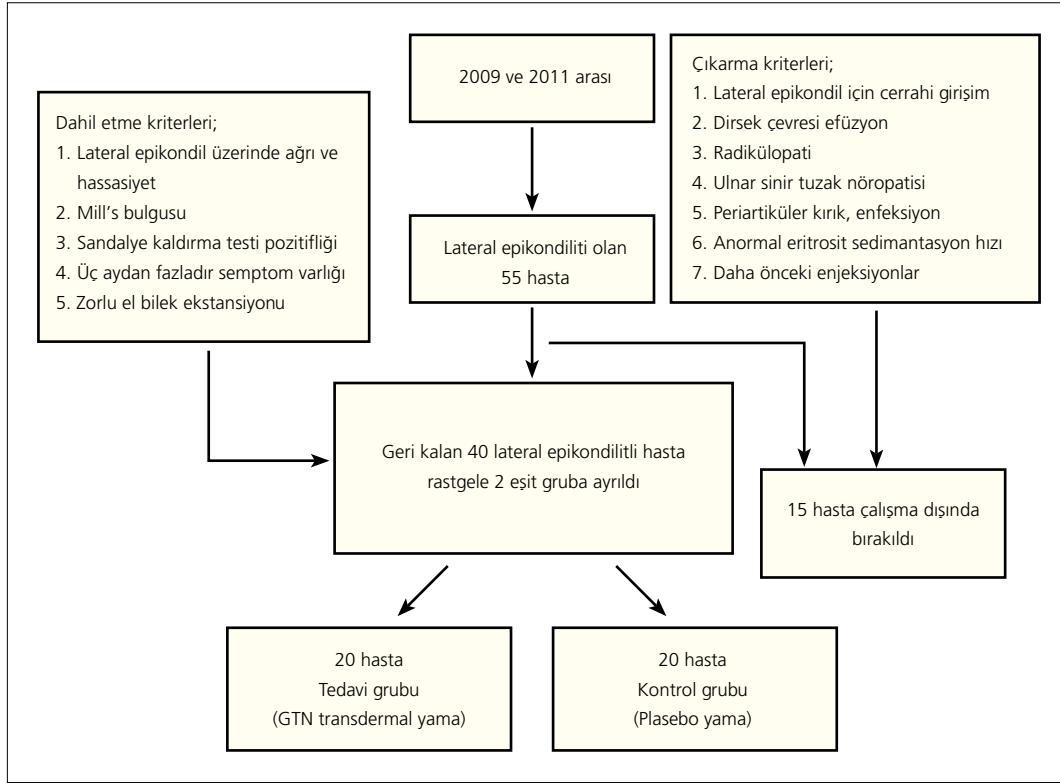 2009 ve 2011 arası
Dahil etme kriterleri;
1. Lateral epikondil üzerinde ağrı ve
hassasiyet
2. Mill's bulgusu
3. Sandalye kaldırma testi pozitifliği
4. Üç aydan fazladır semptom varlığı
5. Zorlu el bilek ekstansiyonu
Çıkarma kriterleri;
1. Lateral epikondil için cerrahi girişim
2. Dirsek çevresi efüzyon
3. Radikülopati
4. Ulnar sinir tuzak nöropatisi
5. Periartiküler kırık, enfeksiyon
6. Anormal eritrosit sedimantasyon hızı
7. Daha önceki enjeksiyonlar
Lateral epikondiliti olan
55 hasta
Geri kalan 40 lateral epikondilitli hasta
rastgele 2 eşit gruba ayrıldı
15 hasta çalışma dışında
bırakıldı
20 hasta
Tedavi grubu
(GTN transdermal yama)
20 hasta
Kontrol grubu
(Plasebo yama)